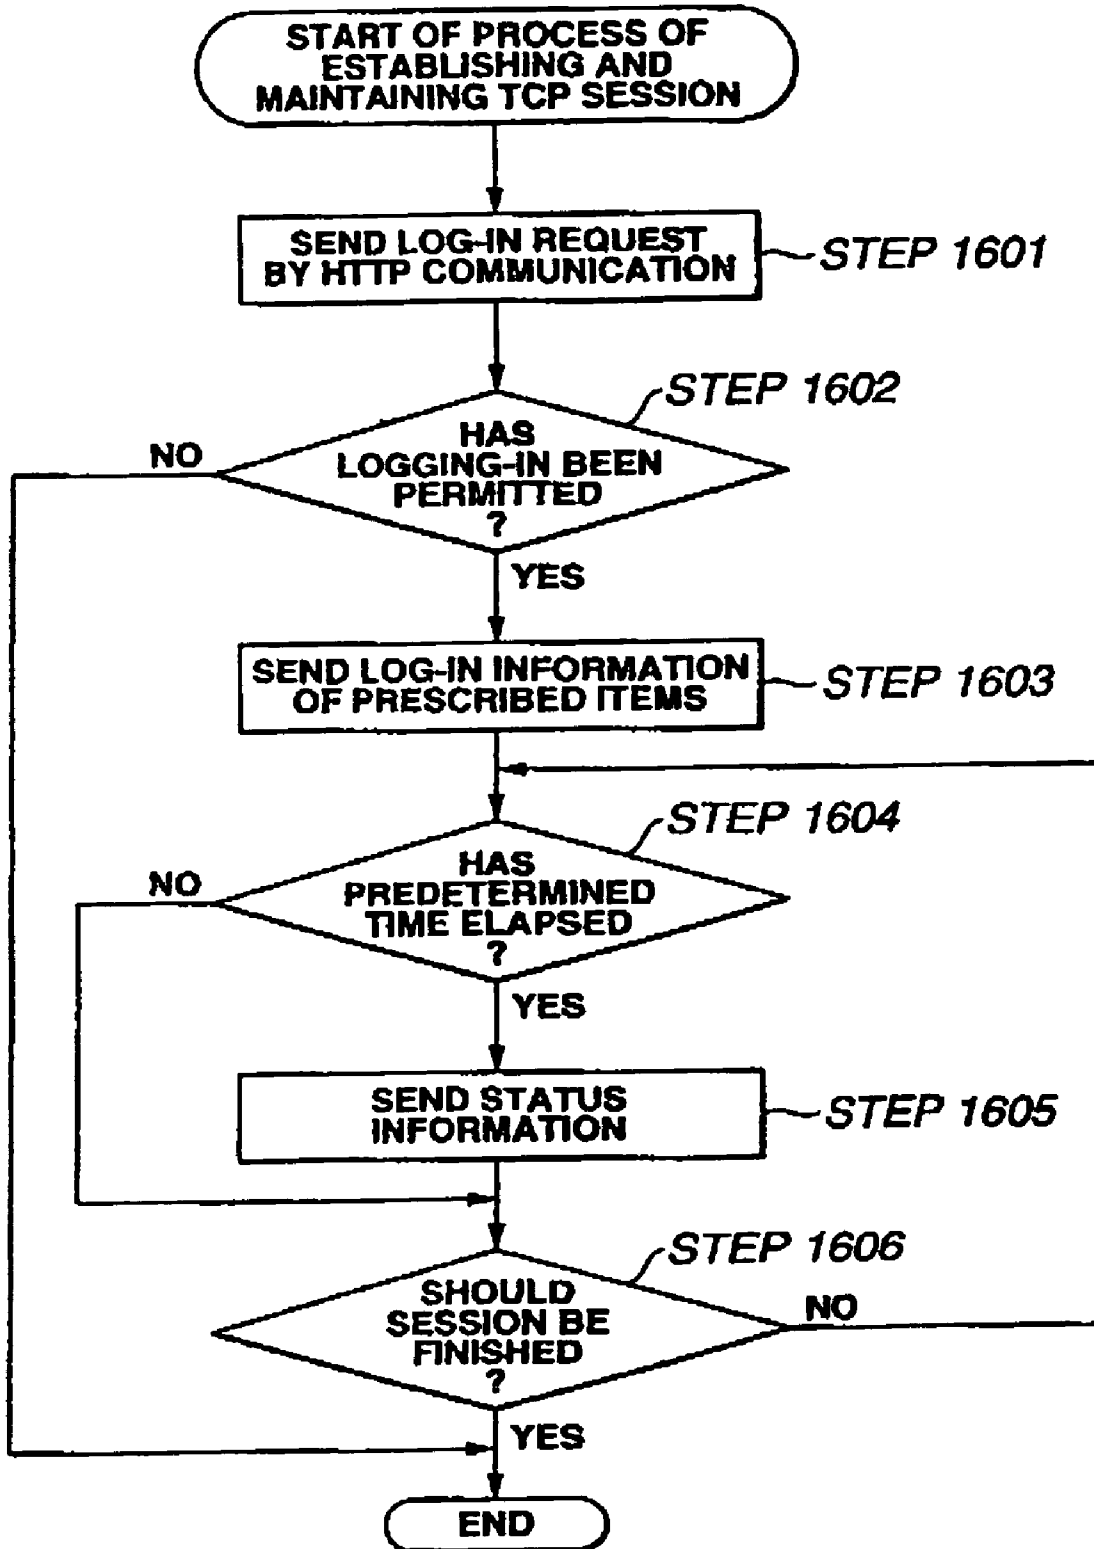 START OF PROCESS OF
ESTABLISHING AND
MAINTAINING TCP SESSION
SEND LOG-IN REQUEST
BY HTTP COMMUNICATION
STEP 1601
STEP 1602
NO
HAS
LOGGING-IN BEEN
PERMITTED
?
YES
SEND LOG-IN INFORMATION
OF PRESCRIBED ITEMS
STEP 1603
STEP 1604
NO
HAS
PREDETERMINED
TIME ELAPSED
?
YES
SEND STATUS
INFORMATION
STEP 1605
STEP 1606
SHOULD
SESSION BE
FINISHED
?
NO
YES
END